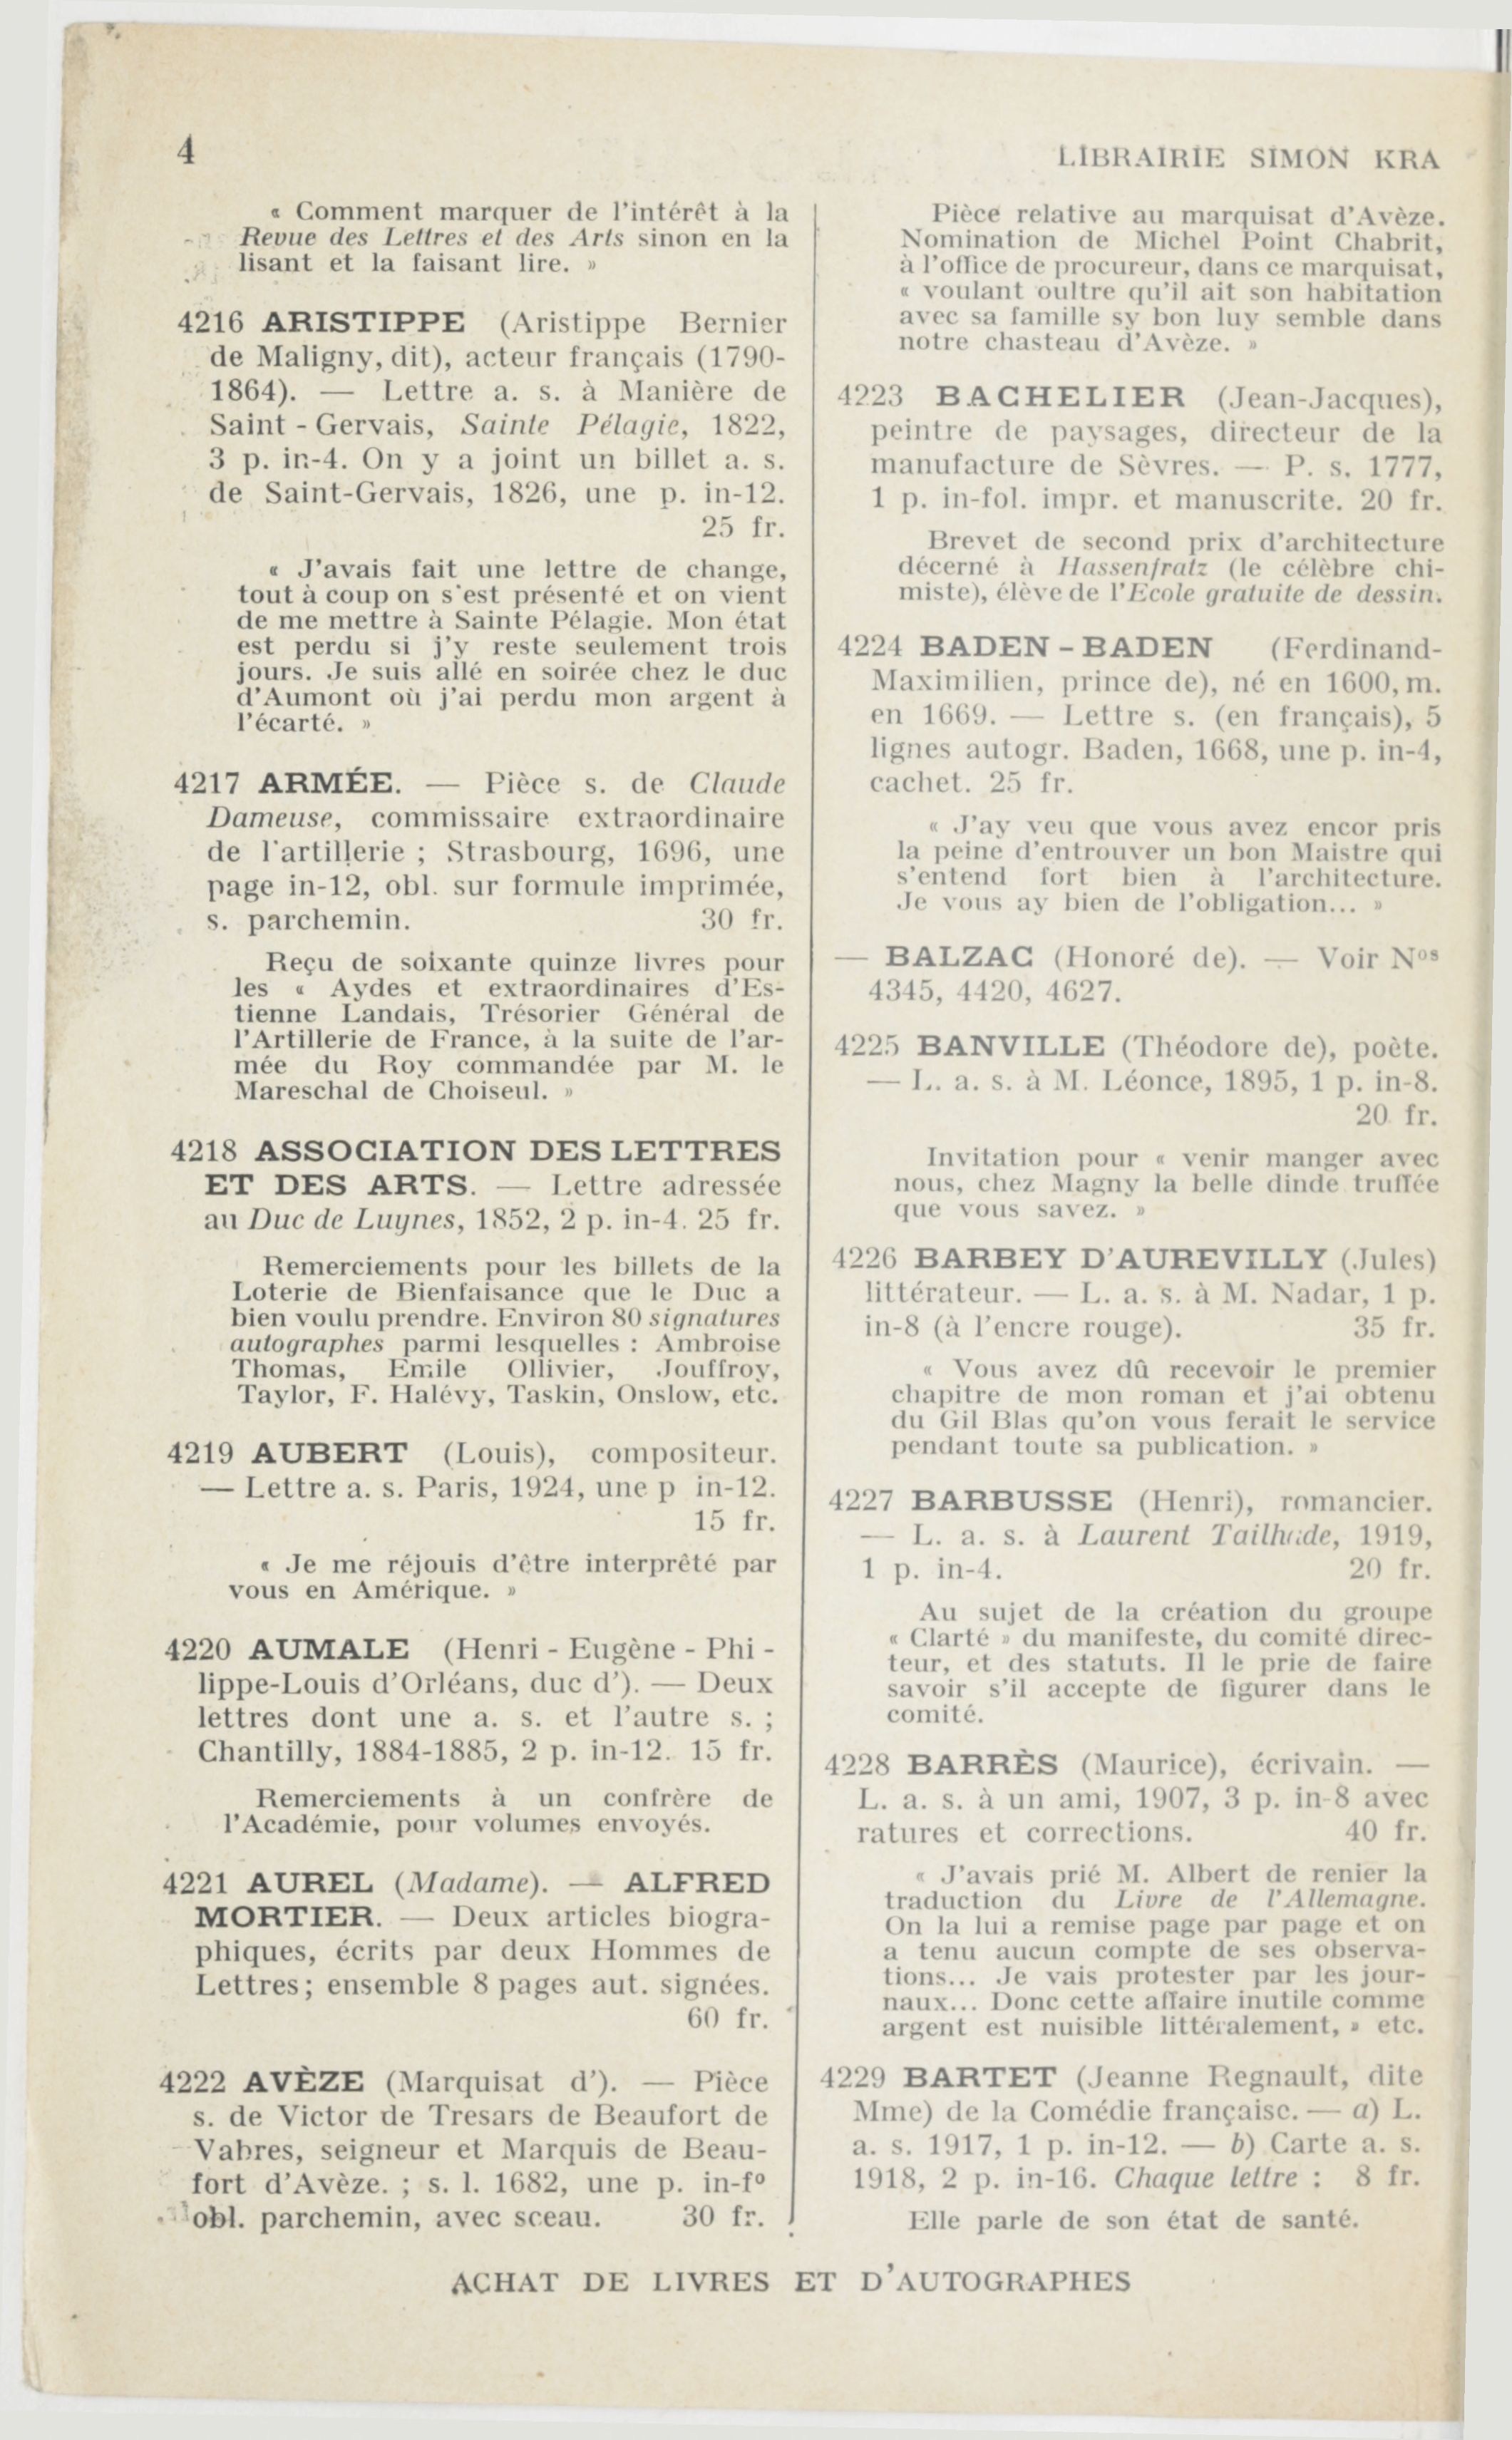 4
LIBRAIRIE SIMON KRA
« Comment marquer de l'intérêt à la
Revue des Lettres et des Arts sinon en la
lisant et la faisant lire. »
4216 ARISTIPPE (Aristippe Bernier
de Maligny, dit), acteur français (1790-
1864). — Lettre a. s. à Manière de
Saint - Gervais, Sainte Pélagie, 1822,
3 p. in-4. On y a joint un billet a. s.
de Saint-Gervais, 1826, une p. in-12.
25 fr.
« J'avais fait une lettre de change,
tout à coup on s'est présenté et on vient
de me mettre à Sainte Pélagie. Mon état
est perdu si j'y reste seulement trois
jours. Je suis allé en soirée chez le duc
d'Aumont où j'ai perdu mon argent à
l'écarté. »
4217 ARMÉE. — Pièce s. de Claude
Dameuse, commissaire extraordinaire
de l'artillerie ; Strasbourg, 1696, une
page in-12, obl. sur formule imprimée,
s. parchemin. 30 fr.
Reçu de soixante quinze livres pour
les « Aydes et extraordinaires d'Es-
tienne Landais, Trésorier Général de
l'Artillerie de France, à la suite de l'ar-
mée du Roy commandée par M. le
Mareschal de Choiseul. »
4218 ASSOCIATION DES LETTRES
ET DES ARTS. — Lettre adressée
au Duc de Luynes, 1852, 2 p. in-4. 25 fr.
Remerciements pour les billets de la
Loterie de Bienfaisance que le Duc a
bien voulu prendre. Environ 80 signatures
autographes parmi lesquelles : Ambroise
Thomas, Emile Ollivier, Jouffroy,
Taylor, F. Halévy, Taskin, Onslow, etc.
4219 AUBERT (Louis), compositeur.
— Lettre a. s. Paris, 1924, une p in-12.
15 fr.
« Je me réjouis d'être interprêté par
vous en Amérique. »
4220 AUMALE (Henri - Eugène - Phi -
lippe-Louis d'Orléans, duc d'). — Deux
lettres dont une a. s. et l'autre s. ;
Chantilly, 1884-1885, 2 p. in-12. 15 fr.
Remerciements à un confrère de
l'Académie, pour volumes envoyés.
4221 AUREL (Madame). — ALFRED
MORTIER. — Deux articles biogra-
phiques, écrits par deux Hommes de
Lettres ; ensemble 8 pages aut. signées.
60 fr.
4222 AVÈZE (Marquisat d'). — Pièce
s. de Victor de Tresars de Beaufort de
Vabres, seigneur et Marquis de Beau-
fort d'Avèze. ; s. l. 1682, une p. in-fº
obl. parchemin, avec sceau. 30 fr.
Pièce relative au marquisat d'Avèze.
Nomination de Michel Point Chabrit,
à l'office de procureur, dans ce marquisat,
« voulant oultre qu'il ait son habitation
avec sa famille sy bon luy semble dans
notre chasteau d'Avèze. »
4223 BACHELIER (Jean-Jacques),
peintre de paysages, directeur de la
manufacture de Sèvres. — P. s. 1777,
1 p. in-fol. impr. et manuscrite. 20 fr.
Brevet de second prix d'architecture
décerné à Hassenfratz (le célèbre chi-
miste), élève de l'Ecole gratuite de dessin.
4224 BADEN - BADEN (Ferdinand-
Maximilien, prince de), né en 1600, m.
en 1669. — Lettre s. (en français), 5
lignes autogr. Baden, 1668, une p. in-4,
cachet. 25 fr.
« J'ay veu que vous avez encor pris
la peine d'entrouver un bon Maistre qui
s'entend fort bien à l'architecture.
Je vous ay bien de l'obligation... »
— BALZAC (Honoré de). — Voir Nos
4345, 4420, 4627.
4225 BANVILLE (Théodore de), poète.
— L. a. s. à M. Léonce, 1895, 1 p. in-8.
20 fr.
Invitation pour « venir manger avec
nous, chez Magny la belle dinde truffée
que vous savez. »
4226 BARBEY D'AUREVILLY (Jules)
littérateur. — L. a. s. à M. Nadar, 1 p.
in-8 (à l'encre rouge). 35 fr.
« Vous avez dû recevoir le premier
chapitre de mon roman et j'ai obtenu
du Gil Blas qu'on vous ferait le service
pendant toute sa publication. »
4227 BARBUSSE (Henri), romancier.
— L. a. s. à Laurent Tailhade, 1919,
1 p. in-4. 20 fr.
Au sujet de la création du groupe
« Clarté » du manifeste, du comité direc-
teur, et des statuts. Il le prie de faire
savoir s'il accepte de figurer dans le
comité.
4228 BARRÈS (Maurice), écrivain. —
L. a. s. à un ami, 1907, 3 p. in-8 avec
ratures et corrections. 40 fr.
« J'avais prié M. Albert de renier la
traduction du Livre de l'Allemagne.
On la lui a remise page par page et on
a tenu aucun compte de ses observa-
tions... Je vais protester par les jour-
naux... Donc cette affaire inutile comme
argent est nuisible littéralement, » etc.
4229 BARTET (Jeanne Regnault, dite
Mme) de la Comédie française. — a) L.
a. s. 1917, 1 p. in-12. — b) Carte a. s.
1918, 2 p. in-16. Chaque lettre : 8 fr.
Elle parle de son état de santé.
ACHAT DE LIVRES ET D'AUTOGRAPHES